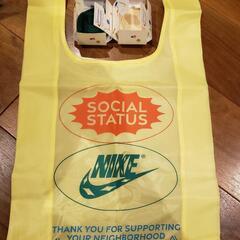 SOCIAL
STATUS
NIKE
THANK YOU FOR SUPPORTING
YOUR NEIGHBORHOOD